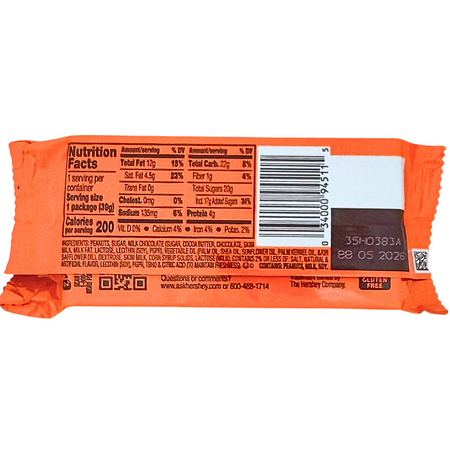 Nutrition Facts
1 serving per container
Serving size
1 package (39g)
Calories per serving 200
Amount/serving % DV
Total Fat 12g 15%
Sat. Fat 4.5g 23%
Trans Fat 0g
Cholest. 0mg 0%
Sodium 135mg 6%
Amount/serving % DV
Total Carb. 22g 8%
Fiber 1g 4%
Total Sugars 20g
Incl. 17g Added Sugars 34%
Protein 4g
Vit. D 0% • Calcium 4% • Iron 4% • Potas. 2%
INGREDIENTS: PEANUTS, SUGAR, MILK CHOCOLATE (SUGAR, COCOA BUTTER, CHOCOLATE, SKIM
MILK, MILK FAT, LACTOSE, LECITHIN (SOY), PGPR), VEGETABLE OIL (PALM OIL, SHEA OIL, SUNFLOWER OIL, PALM KERNEL OIL,
SAFFLOWER OIL), DEXTROSE, SKIM MILK, CORN SYRUP SOLIDS, LACTOSE (MILK), CONTAINS 2% OR LESS OF: SALT, NATURAL &
ARTIFICIAL FLAVOR, LECITHIN (SOY), PGPR, TBHQ & CITRIC ACID (TO MAINTAIN FRESHNESS). CONTAINS: PEANUTS, MILK, SOY.
0 34000 94511 5
35HO383A
8B 05 2026
Questions or comments?
www.askhershey.com or 800-468-1714
The Hershey Company.
GLUTEN FREE